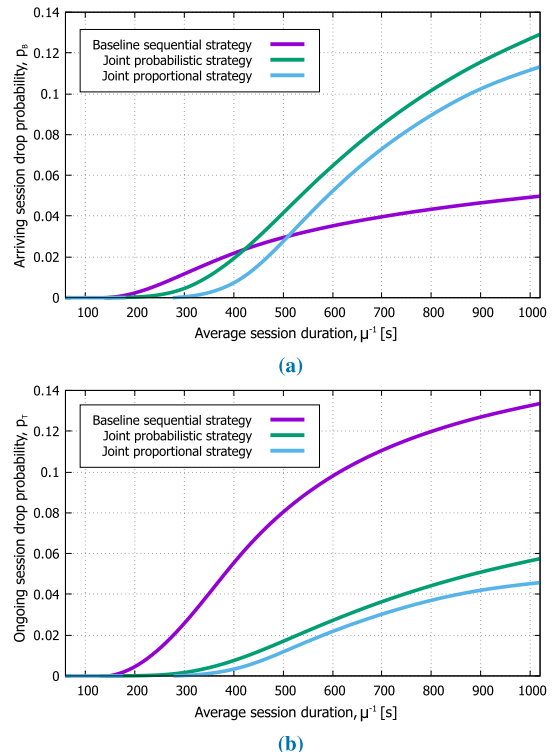 0.14
0.12
0.1
0.08
0.06
0.04
0.02
0
Arriving session drop probability, p_B
Baseline sequential strategy
Joint probabilistic strategy
Joint proportional strategy
100 200 300 400 500 600 700 800 900 1000
Average session duration, μ⁻¹ [s]
(a)
0.14
0.12
0.1
0.08
0.06
0.04
0.02
0
Ongoing session drop probability, p_T
Baseline sequential strategy
Joint probabilistic strategy
Joint proportional strategy
100 200 300 400 500 600 700 800 900 1000
Average session duration, μ⁻¹ [s]
(b)